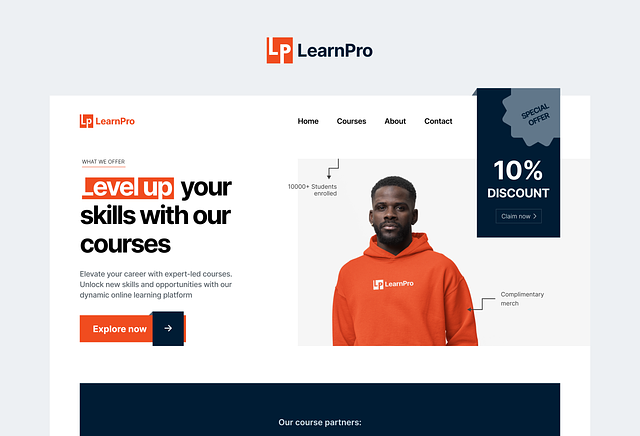 LP LearnPro
LP LearnPro
Home Courses About Contact
SPECIAL
OFFER
10%
DISCOUNT
Claim now
WHAT WE OFFER
Level up your
skills with our
courses
Elevate your career with expert-led courses.
Unlock new skills and opportunities with our
dynamic online learning platform
Explore now
10000+ Students
enrolled
LP LearnPro
Complimentary
merch
Our course partners: